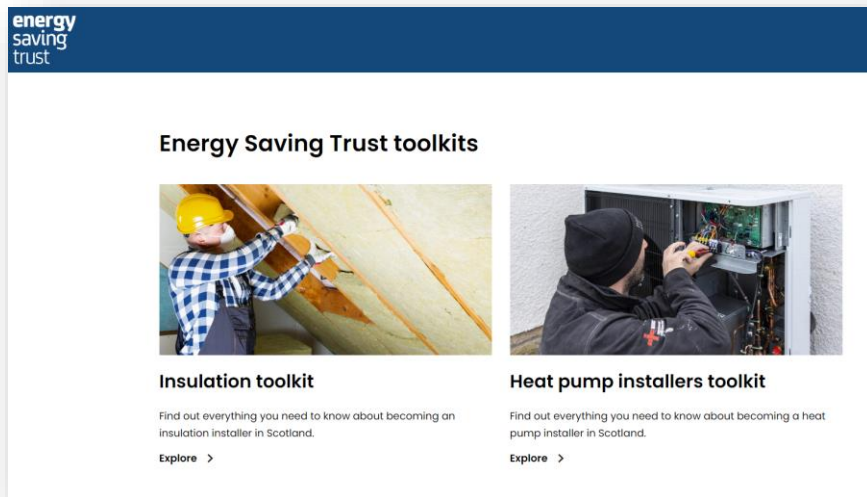 energy
saving
trust
Energy Saving Trust toolkits
Insulation toolkit
Find out everything you need to know about becoming an
insulation installer in Scotland.
Explore >
Heat pump installers toolkit
Find out everything you need to know about becoming a heat
pump installer in Scotland.
Explore >